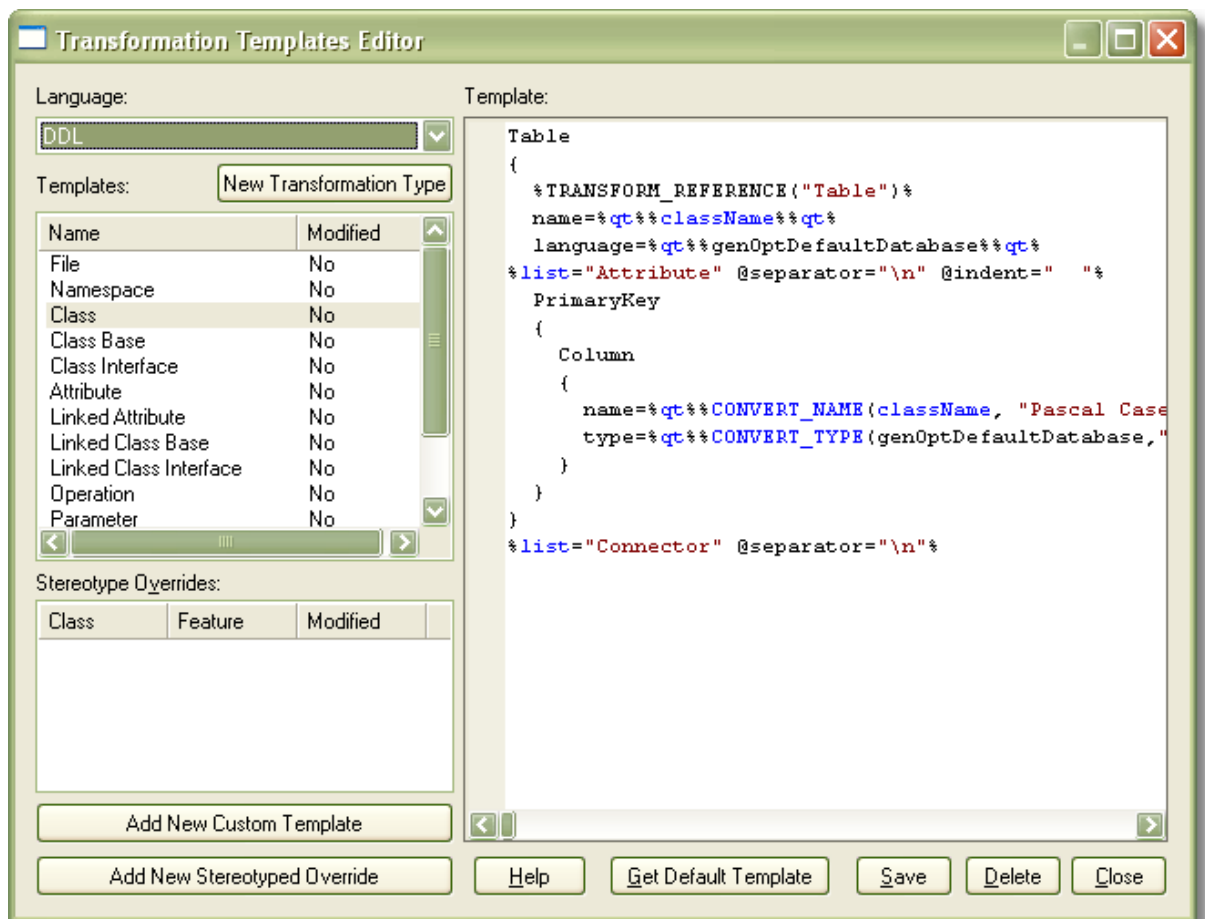 Transformation Templates Editor
Language:
DDL
Templates:
New Transformation Type
Name Modified
File No
Namespace No
Class No
Class Base No
Class Interface No
Attribute No
Linked Attribute No
Linked Class Base No
Linked Class Interface No
Operation No
Parameter No
Stereotype Overrides:
Class Feature Modified
Add New Custom Template
Add New Stereotyped Override
Template:
Table
{
%TRANSFORM_REFERENCE("Table")%
name=%qt%%className%%qt%
language=%qt%%genOptDefaultDatabase%%qt%
%list="Attribute" @separator="\n" @indent="  "%
PrimaryKey
{
Column
{
name=%qt%%CONVERT_NAME(className, "Pascal Case
type=%qt%%CONVERT_TYPE(genOptDefaultDatabase,"
}
}
}
%list="Connector" @separator="\n"%
Help
Get Default Template
Save
Delete
Close